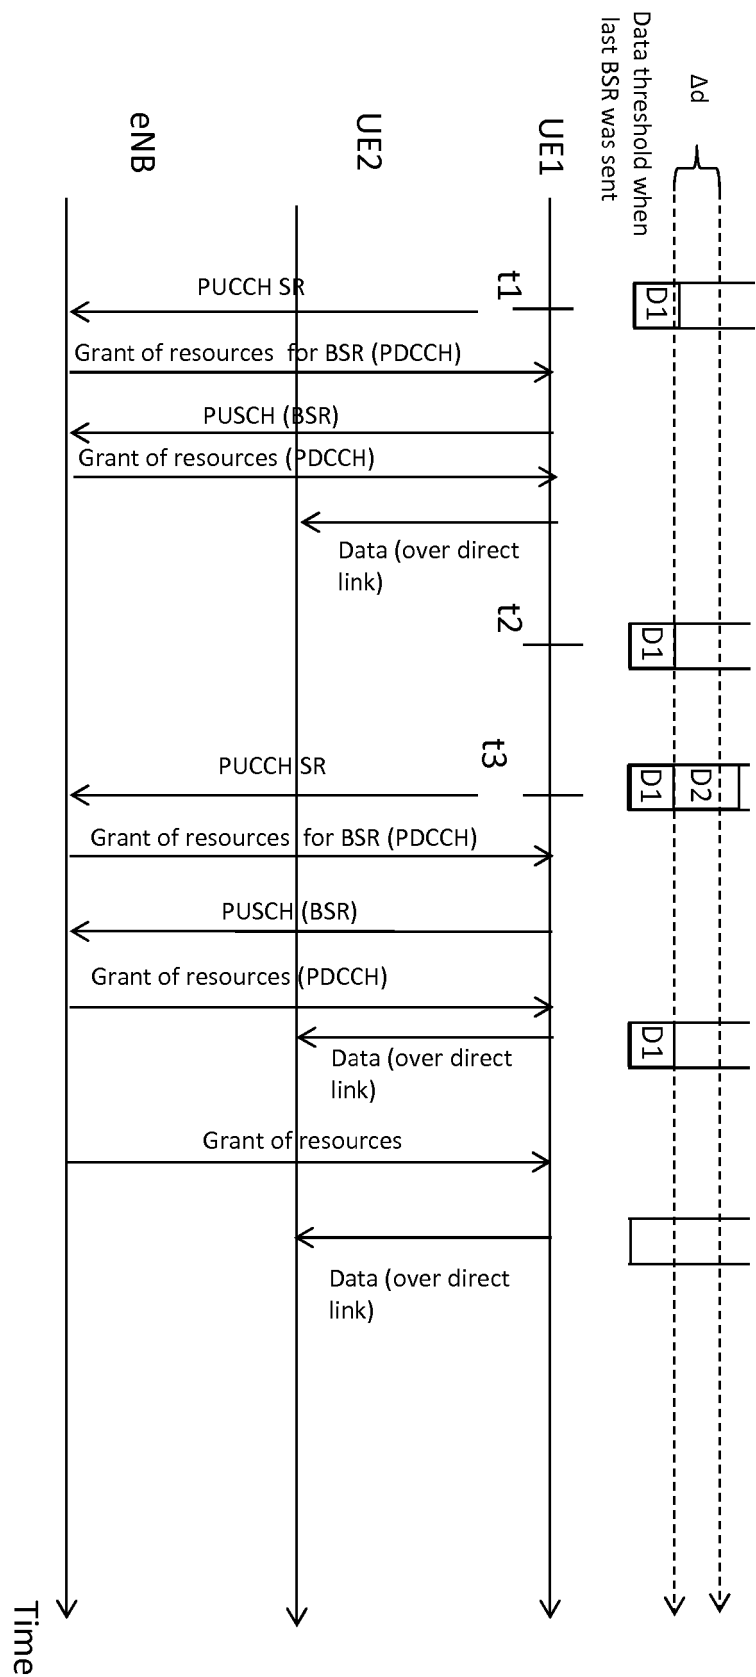 Data threshold when
last BSR was sent
Δd
eNB
UE2
UE1
t1
D1
PUCCH SR
Grant of resources for BSR (PDCCH)
PUSCH (BSR)
Grant of resources (PDCCH)
Data (over direct
link)
t2
D1
t3
D1
D2
PUCCH SR
Grant of resources for BSR (PDCCH)
PUSCH (BSR)
Grant of resources (PDCCH)
D1
Data (over direct
link)
Grant of resources
Data (over direct
link)
Time